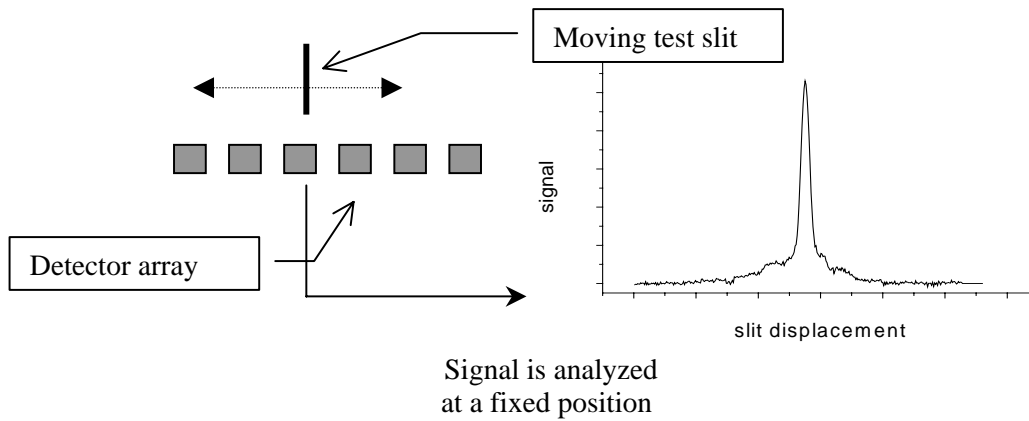 Moving test slit
signal
Detector array
slit displacement
Signal is analyzed
at a fixed position